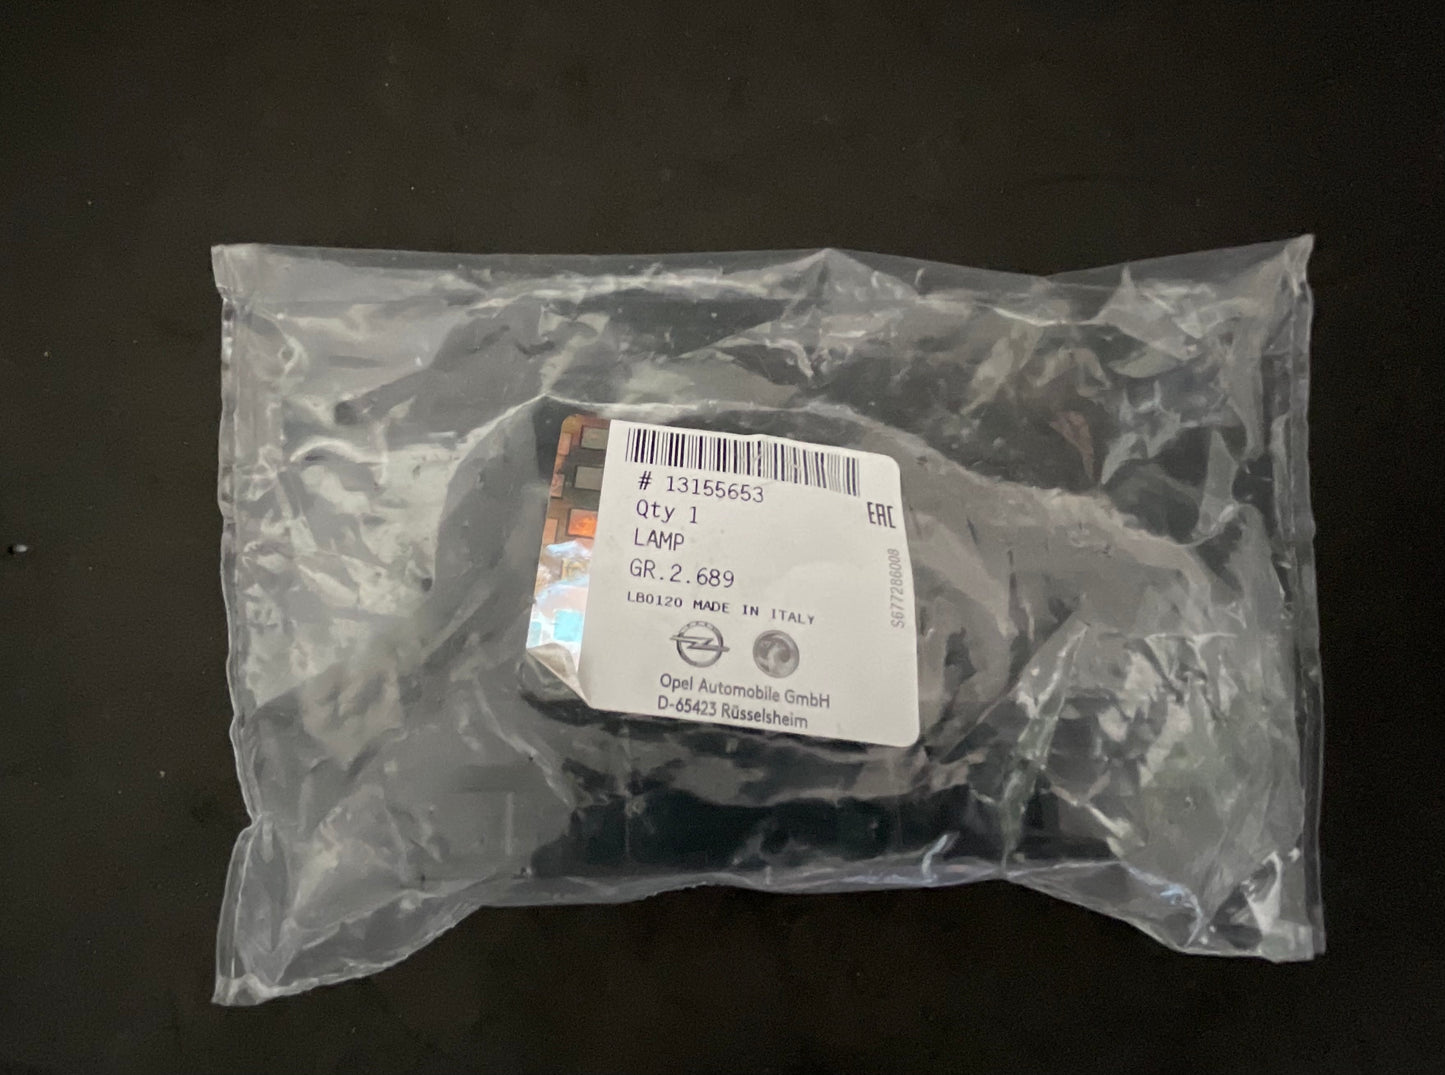 # 13155653
Qty 1
LAMP
GR.2.689
LB0120 MADE IN ITALY
Opel Automobile GmbH
D-65423 Rüsselsheim
EAC
S677286008